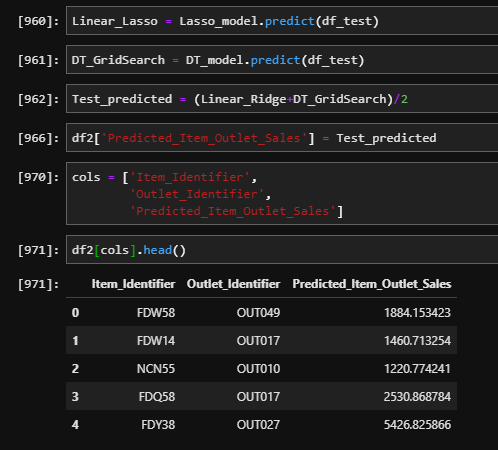 [960]: Linear_Lasso = Lasso_model.predict(df_test)
[961]: DT_GridSearch = DT_model.predict(df_test)
[962]: Test_predicted = (Linear_Ridge+DT_GridSearch)/2
[966]: df2['Predicted_Item_Outlet_Sales'] = Test_predicted
[970]: cols = ['Item_Identifier',
'Outlet_Identifier',
'Predicted_Item_Outlet_Sales']
[971]: df2[cols].head()
[971]: Item_Identifier Outlet_Identifier Predicted_Item_Outlet_Sales
0 FDW58 OUT049 1884.153423
1 FDW14 OUT017 1460.713254
2 NCN55 OUT010 1220.774241
3 FDQ58 OUT017 2530.868784
4 FDY38 OUT027 5426.825866